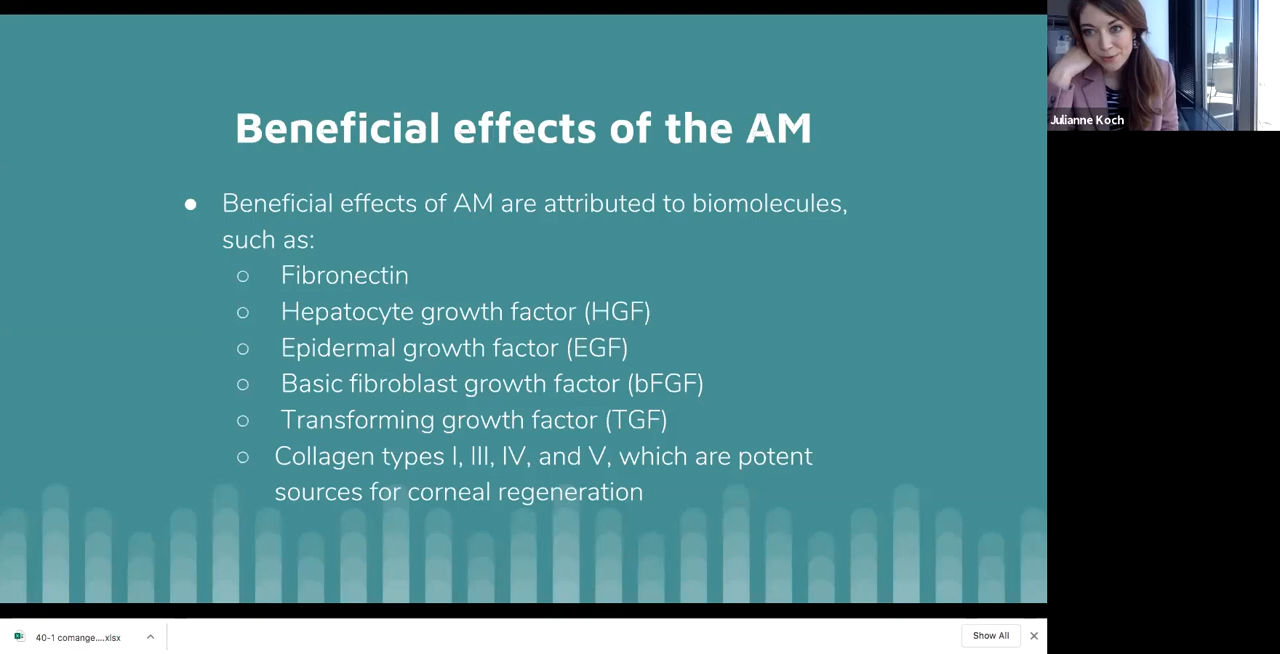 Beneficial effects of the AM
● Beneficial effects of AM are attributed to biomolecules,
such as:
○ Fibronectin
○ Hepatocyte growth factor (HGF)
○ Epidermal growth factor (EGF)
○ Basic fibroblast growth factor (bFGF)
○ Transforming growth factor (TGF)
○ Collagen types I, III, IV, and V, which are potent
sources for corneal regeneration
Julianne Koch
40-1 comange....xlsx
Show All